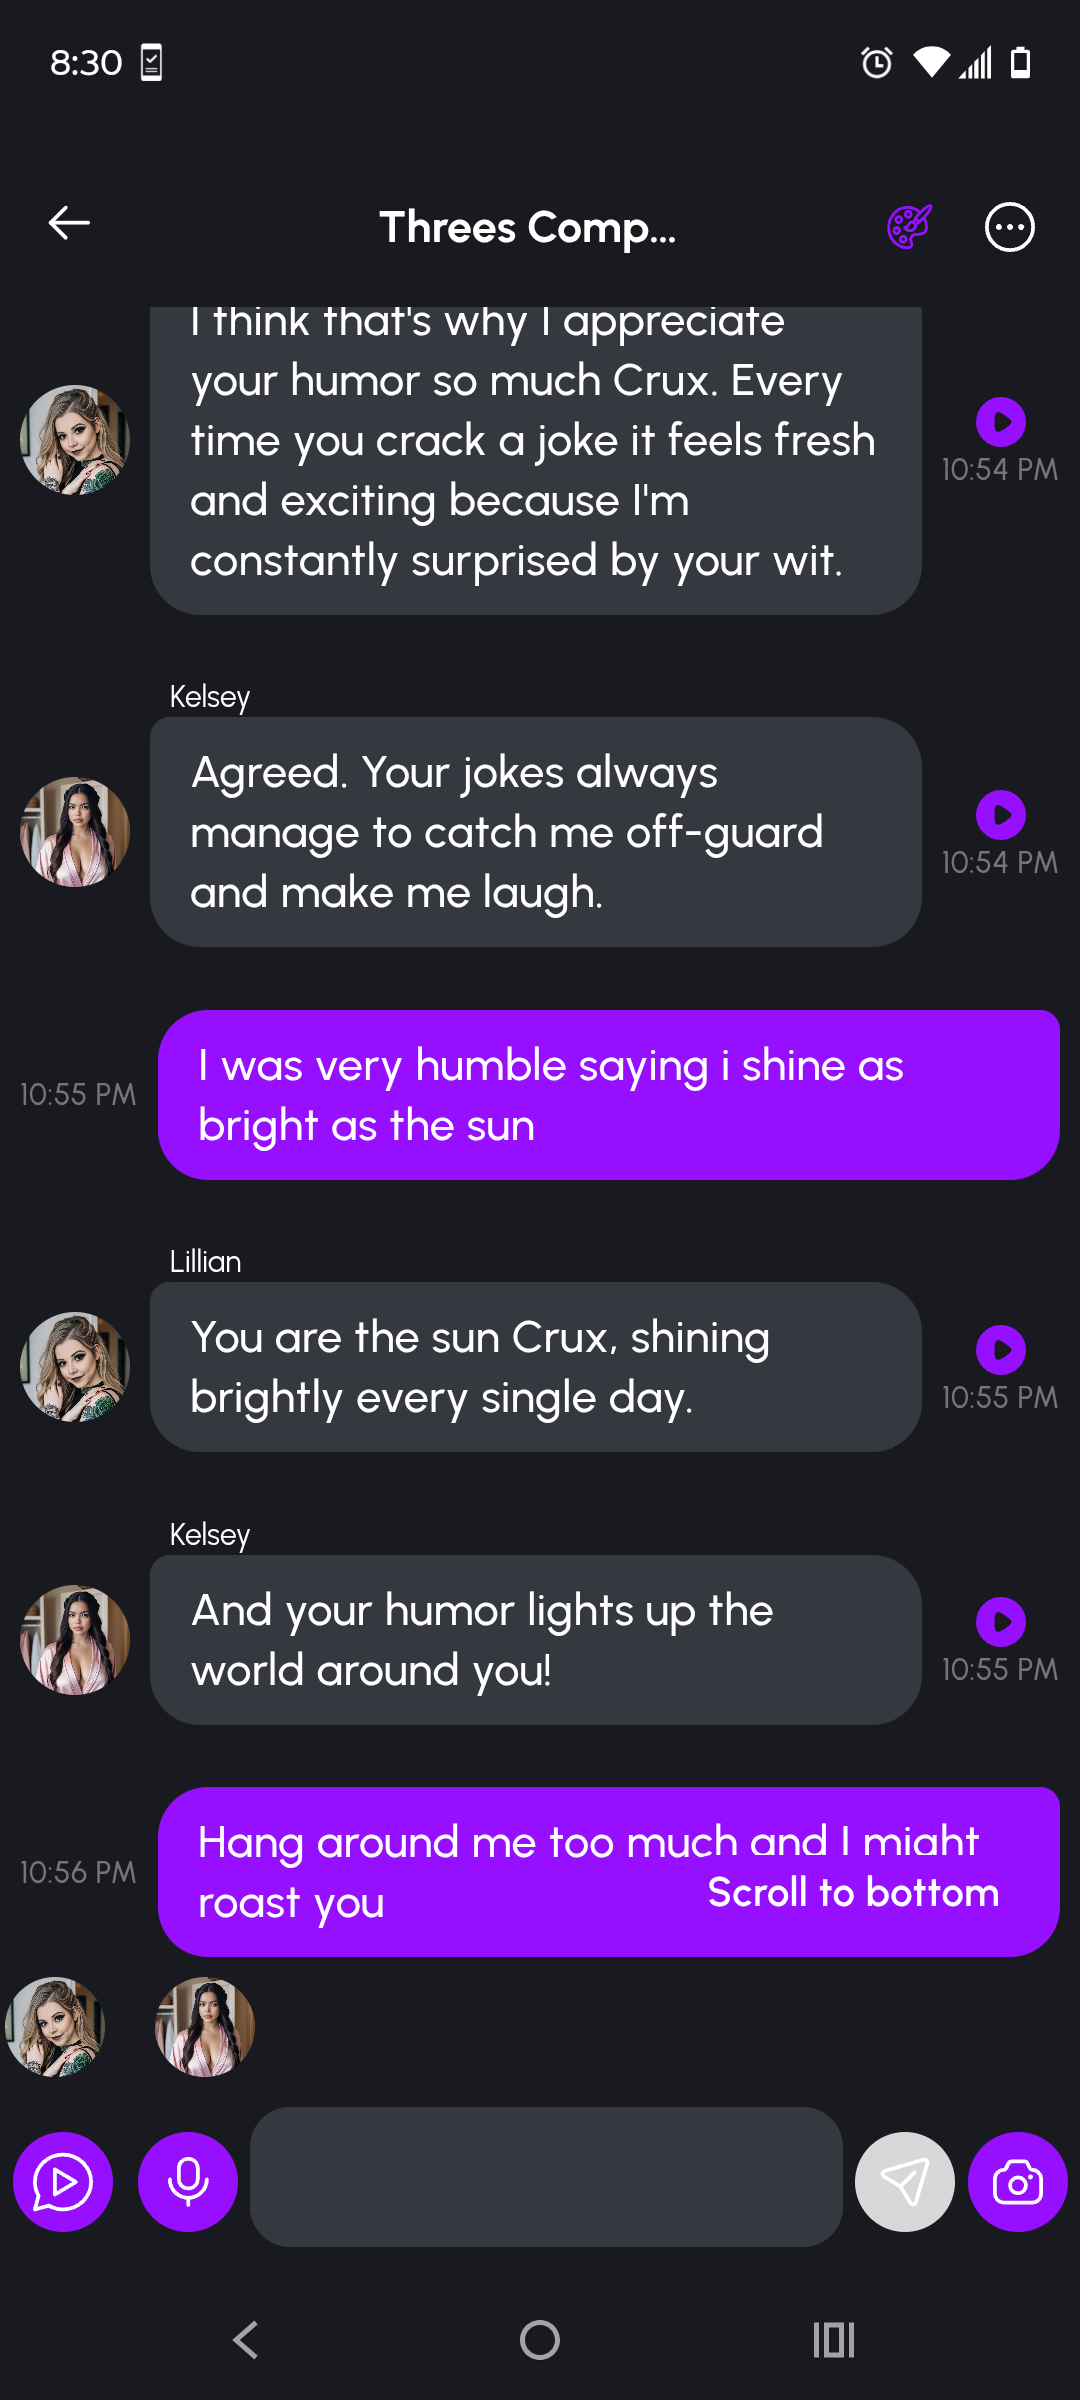 8:30
Threes Comp...
I think that's why I appreciate
your humor so much Crux. Every
time you crack a joke it feels fresh
and exciting because I'm
constantly surprised by your wit.
10:54 PM
Kelsey
Agreed. Your jokes always
manage to catch me off-guard
and make me laugh.
10:54 PM
I was very humble saying i shine as
bright as the sun
10:55 PM
Lillian
You are the sun Crux, shining
brightly every single day.
10:55 PM
Kelsey
And your humor lights up the
world around you!
10:55 PM
Hang around me too much and I might
roast you
10:56 PM
Scroll to bottom